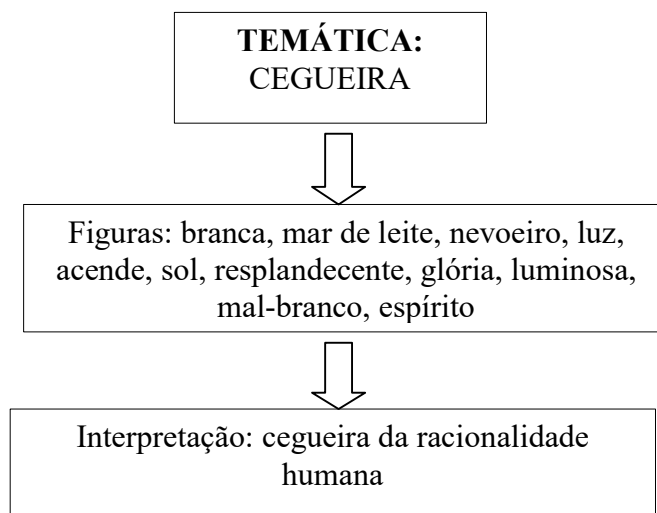 TEMÁTICA:
CEGUEIRA
Figuras: branca, mar de leite, nevoeiro, luz,
acende, sol, resplandecente, glória, luminosa,
mal-branco, espírito
Interpretação: cegueira da racionalidade
humana